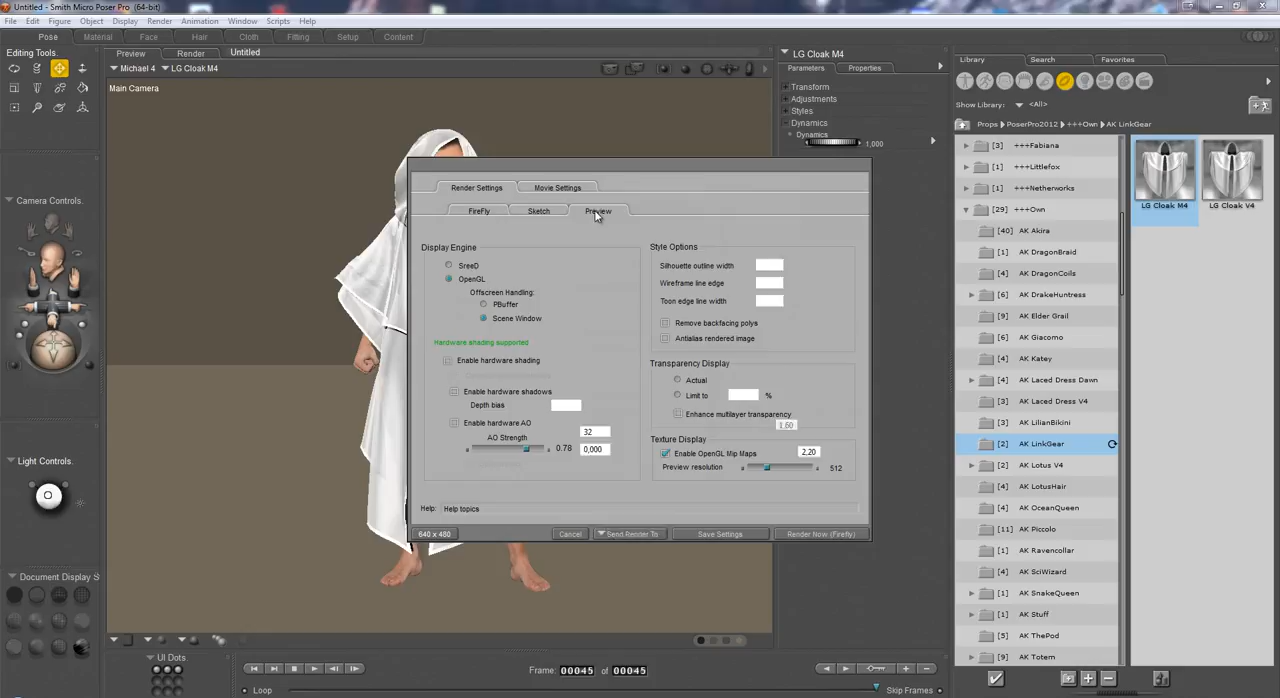 Untitled - Smith Micro Poser Pro (64-bit)
File Edit Figure Object Display Render Animation Window Scripts Help
Pose Material Face Hair Cloth Fitting Setup Content
Editing Tools.
Preview Render Untitled
Michael 4 LG Cloak M4
Main Camera
Camera Controls.
Light Controls.
Document Display S
UI Dots
LG Cloak M4
Parameters Properties
Transform
Adjustments
Styles
Dynamics
Dynamics
1,000
Render Settings Movie Settings
FireFly Sketch Preview
Display Engine
SreeD
OpenGL
Offscreen Handling:
PBuffer
Scene Window
Hardware shading supported
Enable hardware shading
Enable hardware shadows
Depth bias
Enable hardware AO
32
AO Strength
0.78 0,000
Style Options
Silhouette outline width
Wireframe line edge
Toon edge line width
Remove backfacing polys
Antialias rendered image
Transparency Display
Actual
Limit to %
Enhance multilayer transparency
1.60
Texture Display
Enable OpenGL Mip Maps 2,20
Preview resolution 512
Help: Help topics
640 x 480 Cancel Send Render To Save Settings Render Now (Firefly)
Frame: 00045 of 00045
Loop Skip Frames
Library Search Favorites
Show Library: <All>
Props PoserPro2012 +++Own AK LinkGear
[3] +++Fabiana
[1] +++Littlefox
[1] +++Netherworks
[29] +++Own
[40] AK Akira
[7] AK DragonBraid
[4] AK DragonCoils
[6] AK DrakeHuntress
[9] AK Elder Grail
[6] AK Giacomo
[4] AK Katey
[4] AK Laced Dress Dawn
[3] AK Laced Dress V4
[3] AK LilianBikini
[2] AK LinkGear
[2] AK Lotus V4
[4] AK LotusHair
[4] AK OceanQueen
[11] AK Piccolo
[1] AK Ravencollar
[4] AK SciWizard
[1] AK SnakeQueen
[1] AK Stuff
[5] AK ThePod
[9] AK Totem
LG Cloak M4 LG Cloak V4